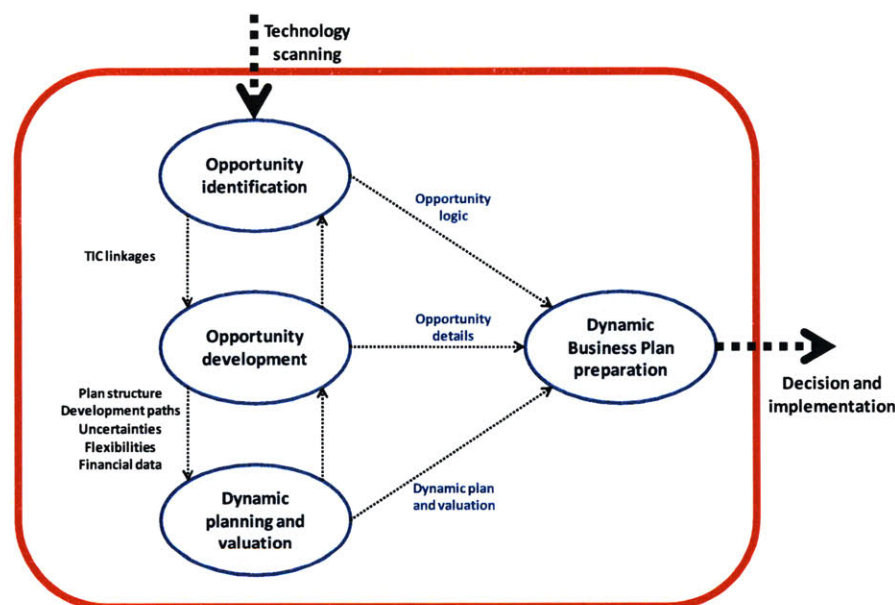 Technology
scanning
Opportunity
identification
Opportunity
logic
TIC linkages
Opportunity
development
Opportunity
details
Dynamic
Business Plan
preparation
Decision and
implementation
Plan structure
Development paths
Uncertainties
Flexibilities
Financial data
Dynamic
planning and
valuation
Dynamic plan
and valuation